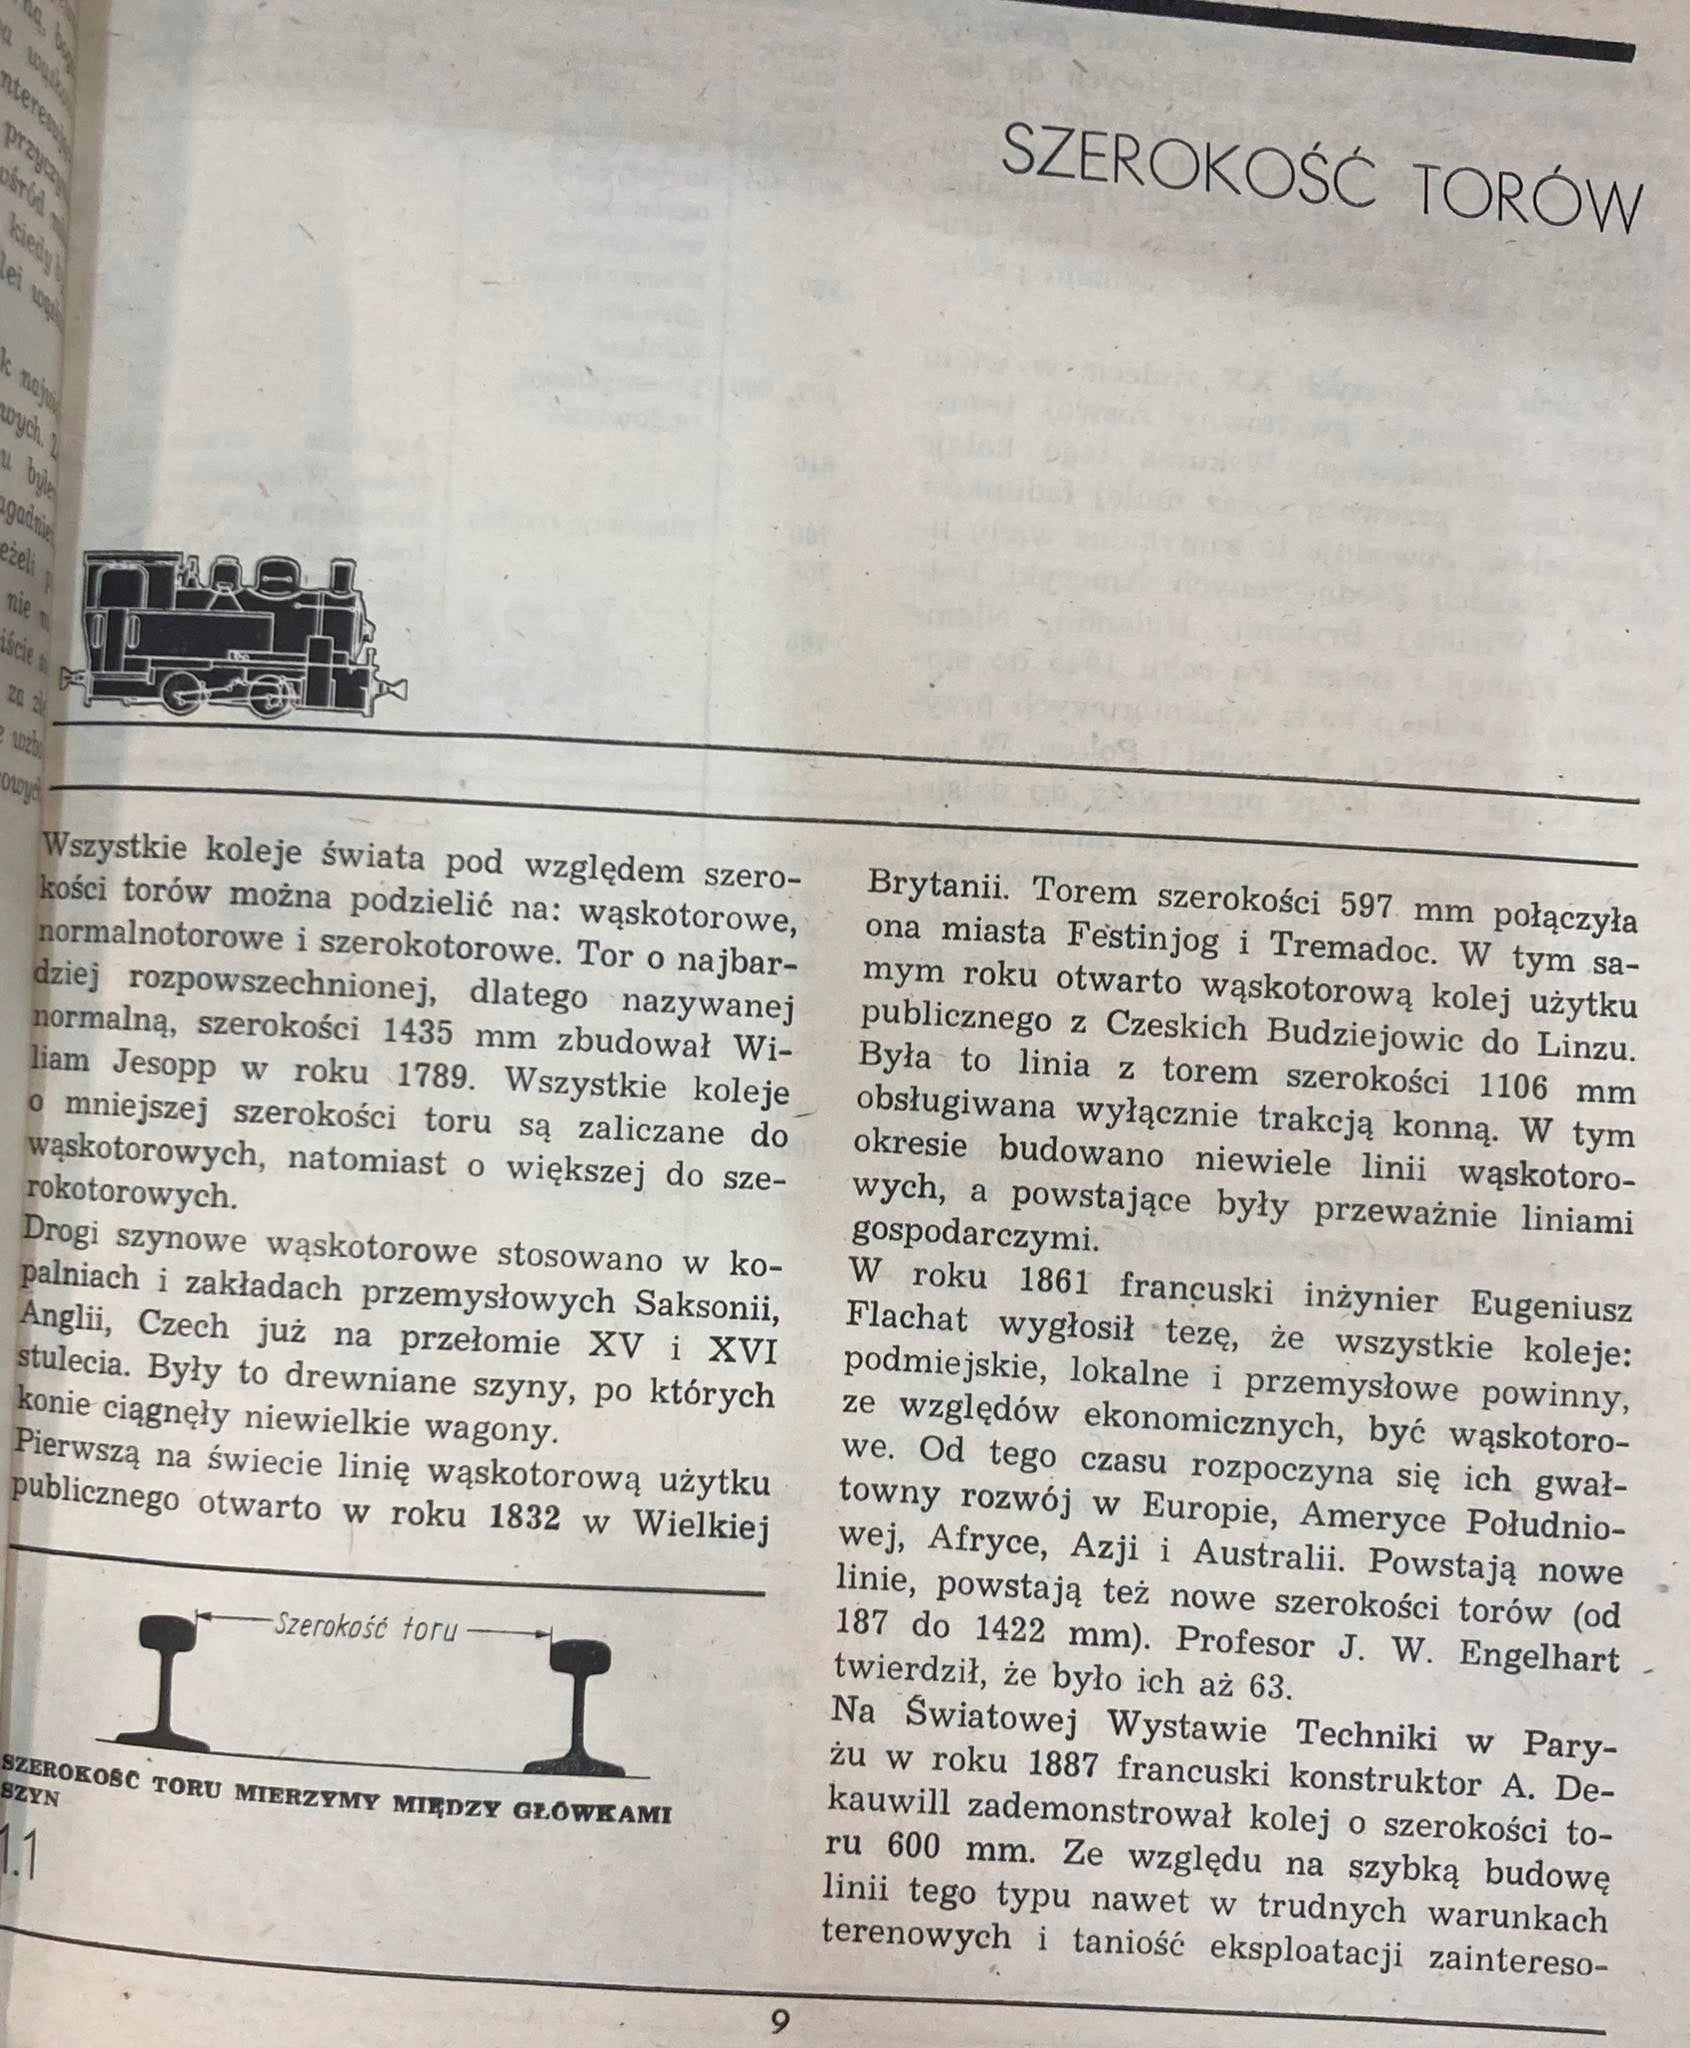 SZEROKOŚĆ TORÓW
Wszystkie koleje świata pod względem szero-
kości torów można podzielić na: wąskotorowe,
normalnotorowe i szerokotorowe. Tor o najbar-
dziej rozpowszechnionej, dlatego nazywanej
normalną, szerokości 1435 mm zbudował Wi-
liam Jesopp w roku 1789. Wszystkie koleje
o mniejszej szerokości toru są zaliczane do
wąskotorowych, natomiast o większej do sze-
rokotorowych.
Drogi szynowe wąskotorowe stosowano w ko-
palniach i zakładach przemysłowych Saksonii,
Anglii, Czech już na przełomie XV i XVI
stulecia. Były to drewniane szyny, po których
konie ciągnęły niewielkie wagony.
Pierwszą na świecie linię wąskotorową użytku
publicznego otwarto w roku 1832 w Wielkiej
Szerokość toru
SZEROKOŚĆ TORU MIERZYMY MIĘDZY GŁÓWKAMI
SZYN
1.1
Brytanii. Torem szerokości 597 mm połączyła
ona miasta Festinjog i Tremadoc. W tym sa-
mym roku otwarto wąskotorową kolej użytku
publicznego z Czeskich Budziejowic do Linzu.
Była to linia z torem szerokości 1106 mm
obsługiwana wyłącznie trakcją konną. W tym
okresie budowano niewiele linii wąskotoro-
wych, a powstające były przeważnie liniami
gospodarczymi.
W roku 1861 francuski inżynier Eugeniusz
Flachat wygłosił tezę, że wszystkie koleje:
podmiejskie, lokalne i przemysłowe powinny,
ze względów ekonomicznych, być wąskotoro-
we. Od tego czasu rozpoczyna się ich gwał-
towny rozwój w Europie, Ameryce Południo-
wej, Afryce, Azji i Australii. Powstają nowe
linie, powstają też nowe szerokości torów (od
187 do 1422 mm). Profesor J. W. Engelhart
twierdził, że było ich aż 63.
Na Światowej Wystawie Techniki w Pary-
żu w roku 1887 francuski konstruktor A. De-
kauwill zademonstrował kolej o szerokości to-
ru 600 mm. Ze względu na szybką budowę
linii tego typu nawet w trudnych warunkach
terenowych i taniość eksploatacji zaintereso-
9